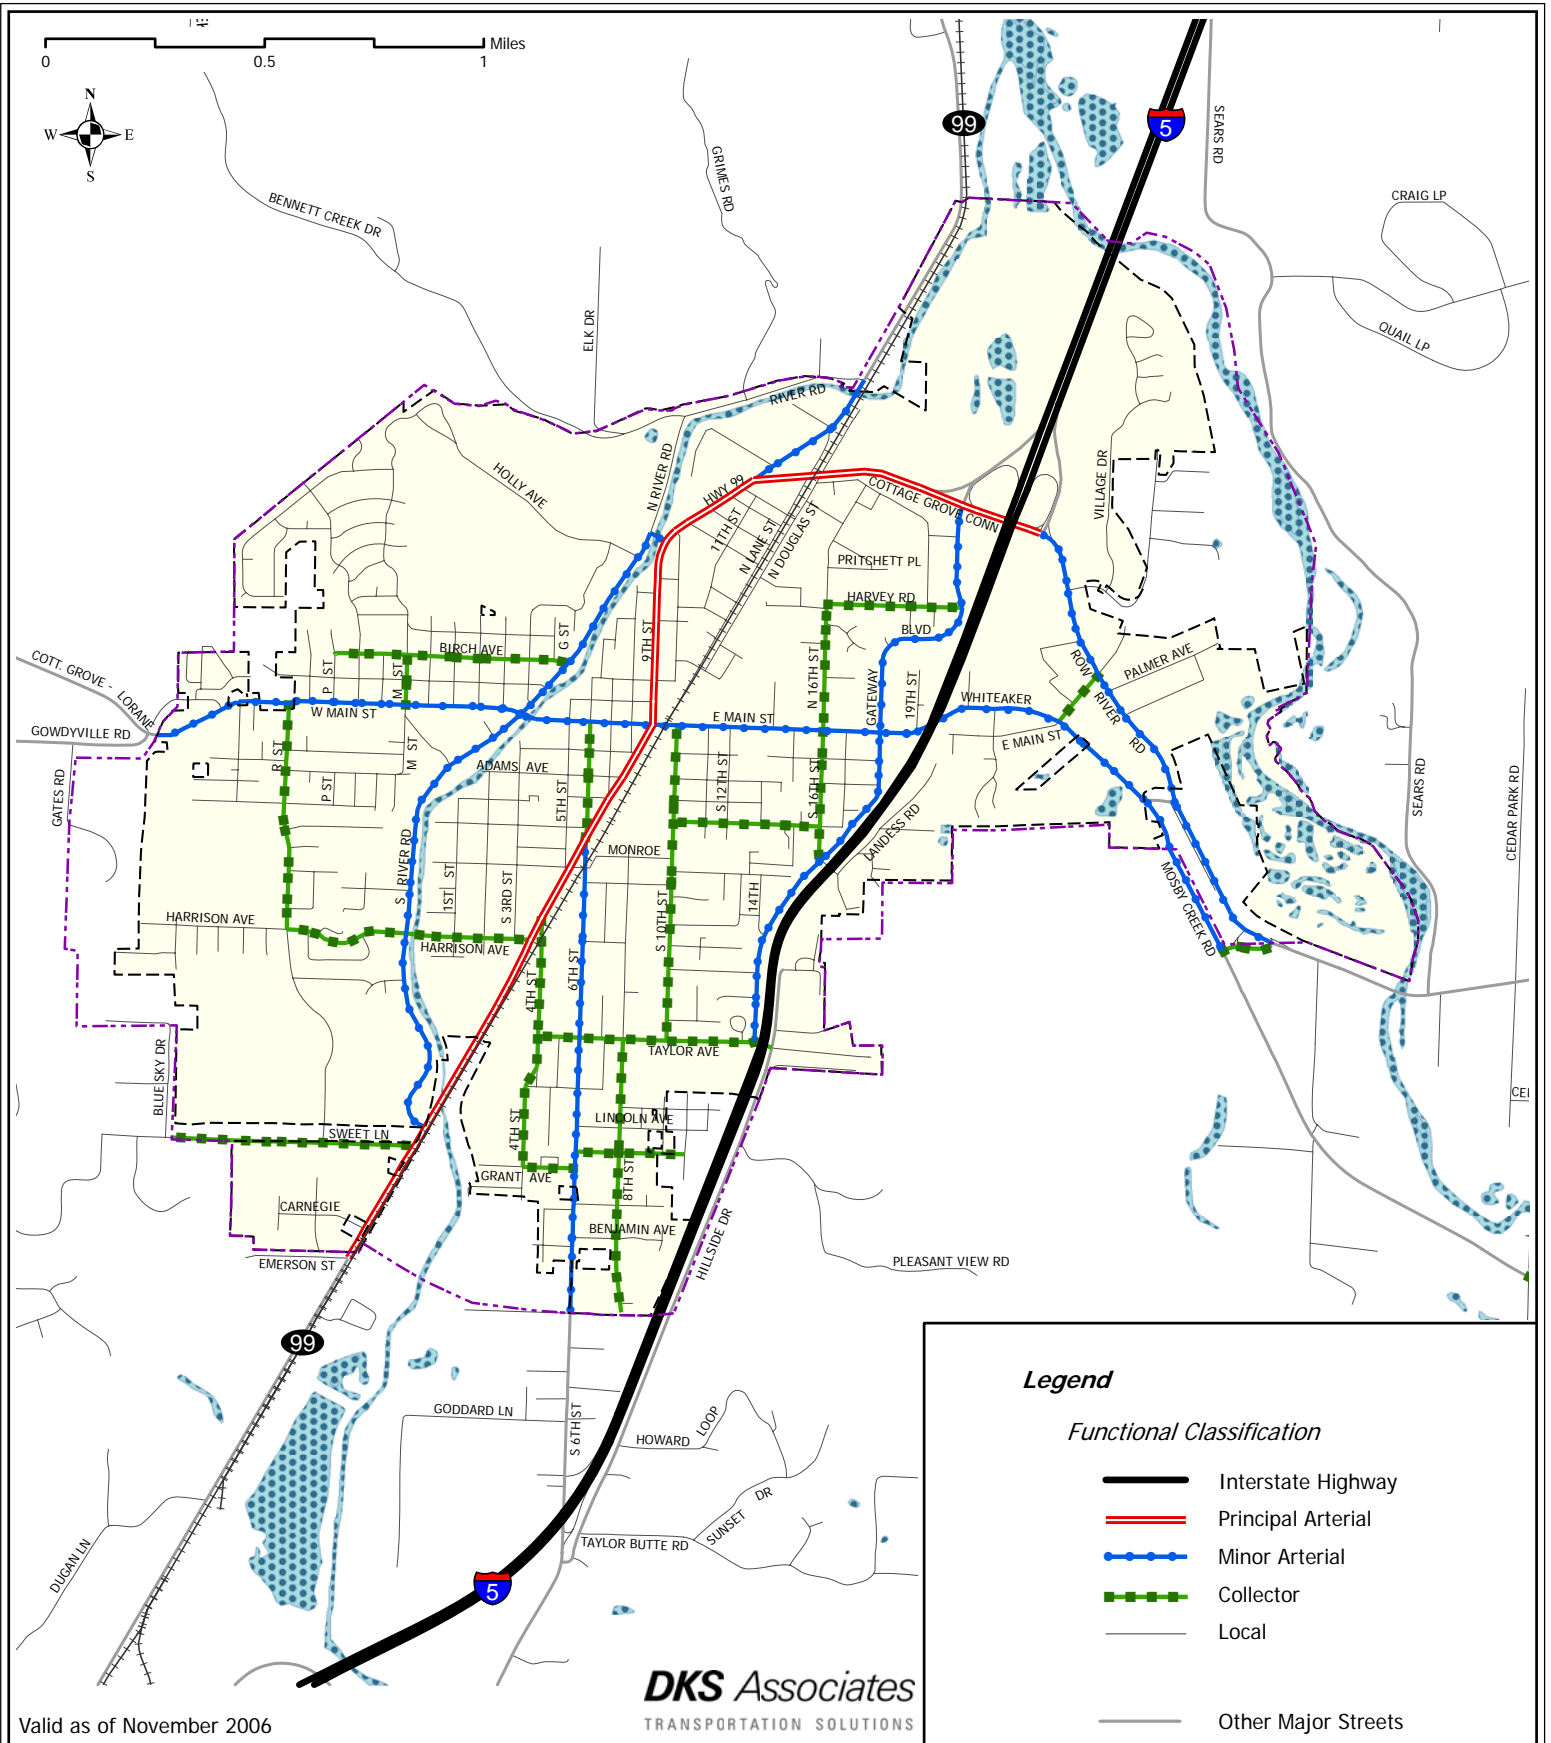 Miles
0
0.5
1
N
W
E
S
99
5
SEARS RD
CRAIG LP
GRIMES RD
BENNETT CREEK DR
ELK DR
QUAIL LP
RIVER RD
HOLLY AVE
N RIVER RD
HWY 99
COTTAGE GROVE CONN
VILLAGE DR
11TH ST
N LANE ST
N DOUGLAS ST
PRITCHETT PL
HARVEY RD
BLVD
9TH ST
G ST
BIRCH AVE
P ST
M ST
N 16TH ST
GATEWAY
19TH ST
ROW RIVER RD
PALMER AVE
WHITEAKER
COTT. GROVE - LORANE
GOWDYVILLE RD
W MAIN ST
E MAIN ST
E MAIN ST
R ST
P ST
M ST
ADAMS AVE
5TH ST
S 12TH ST
S 16TH ST
GATES RD
LANDESS RD
SEARS RD
CEDAR PARK RD
MONROE
S RIVER RD
1ST ST
S 3RD ST
14TH
MOSBY CREEK RD
HARRISON AVE
HARRISON AVE
S 10TH ST
6TH ST
4TH ST
TAYLOR AVE
BLUE SKY DR
SWEET LN
4TH ST
LINCOLN AVE
CEI
GRANT AVE
8TH ST
CARNEGIE
BENJAMIN AVE
HILLSIDE DR
EMERSON ST
PLEASANT VIEW RD
99
GODDARD LN
S 6TH ST
HOWARD LOOP
SUNSET DR
TAYLOR BUTTE RD
DUGAN LN
5
Legend
Functional Classification
Interstate Highway
Principal Arterial
Minor Arterial
Collector
Local
Other Major Streets
DKS Associates
TRANSPORTATION SOLUTIONS
Valid as of November 2006